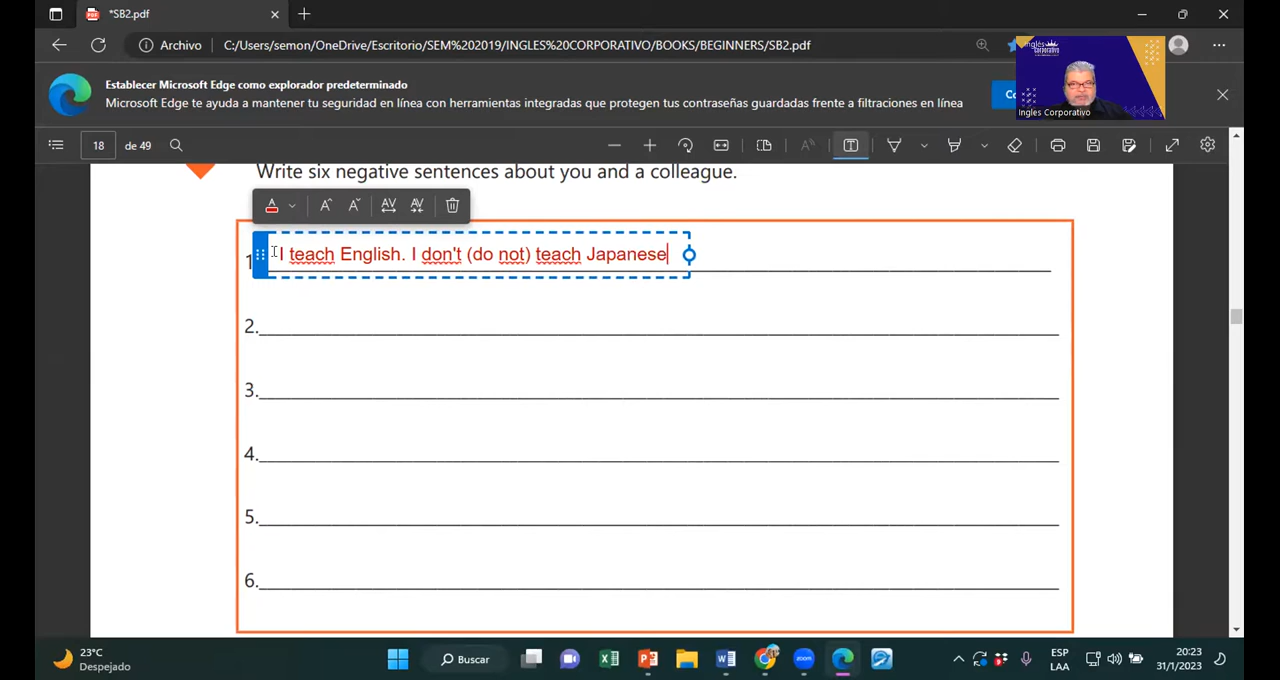 *SB2.pdf
Archivo
C:/Users/semon/OneDrive/Escritorio/SEM%202019/INGLES%20CORPORATIVO/BOOKS/BEGINNERS/SB2.pdf
Establecer Microsoft Edge como explorador predeterminado
Microsoft Edge te ayuda a mantener tu seguridad en línea con herramientas integradas que protegen tus contraseñas guardadas frente a filtraciones en línea
Inglés
corporativo
Ingles Corporativo
18 de 49
Write six negative sentences about you and a colleague.
1 I teach English. I don't (do not) teach Japanese
2.
3.
4.
5.
6.
23°C
Despejado
Buscar
ESP
LAA
20:23
31/1/2023